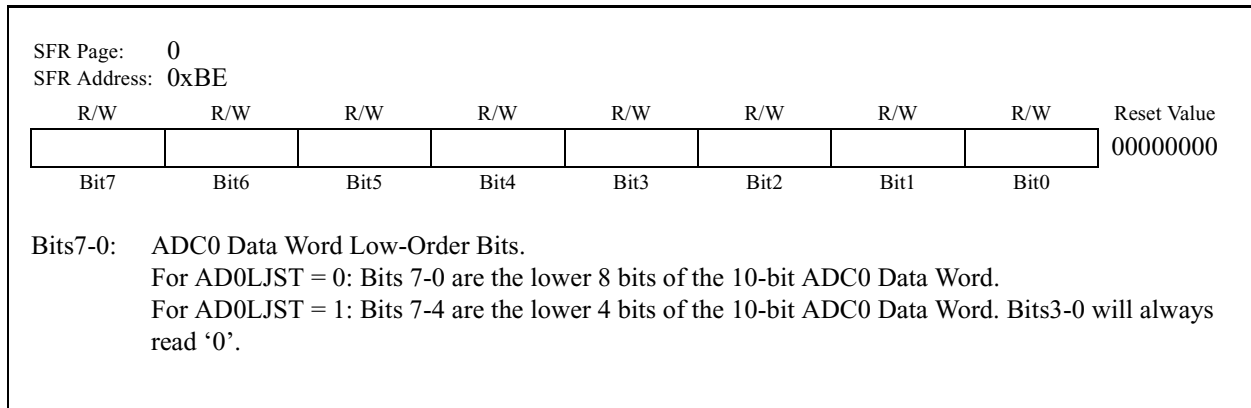 SFR Page: 0
SFR Address: 0xBE
R/W R/W R/W R/W R/W R/W R/W R/W Reset Value
00000000
Bit7 Bit6 Bit5 Bit4 Bit3 Bit2 Bit1 Bit0
Bits7-0: ADC0 Data Word Low-Order Bits.
For AD0LJST = 0: Bits 7-0 are the lower 8 bits of the 10-bit ADC0 Data Word.
For AD0LJST = 1: Bits 7-4 are the lower 4 bits of the 10-bit ADC0 Data Word. Bits3-0 will always
read ‘0’.